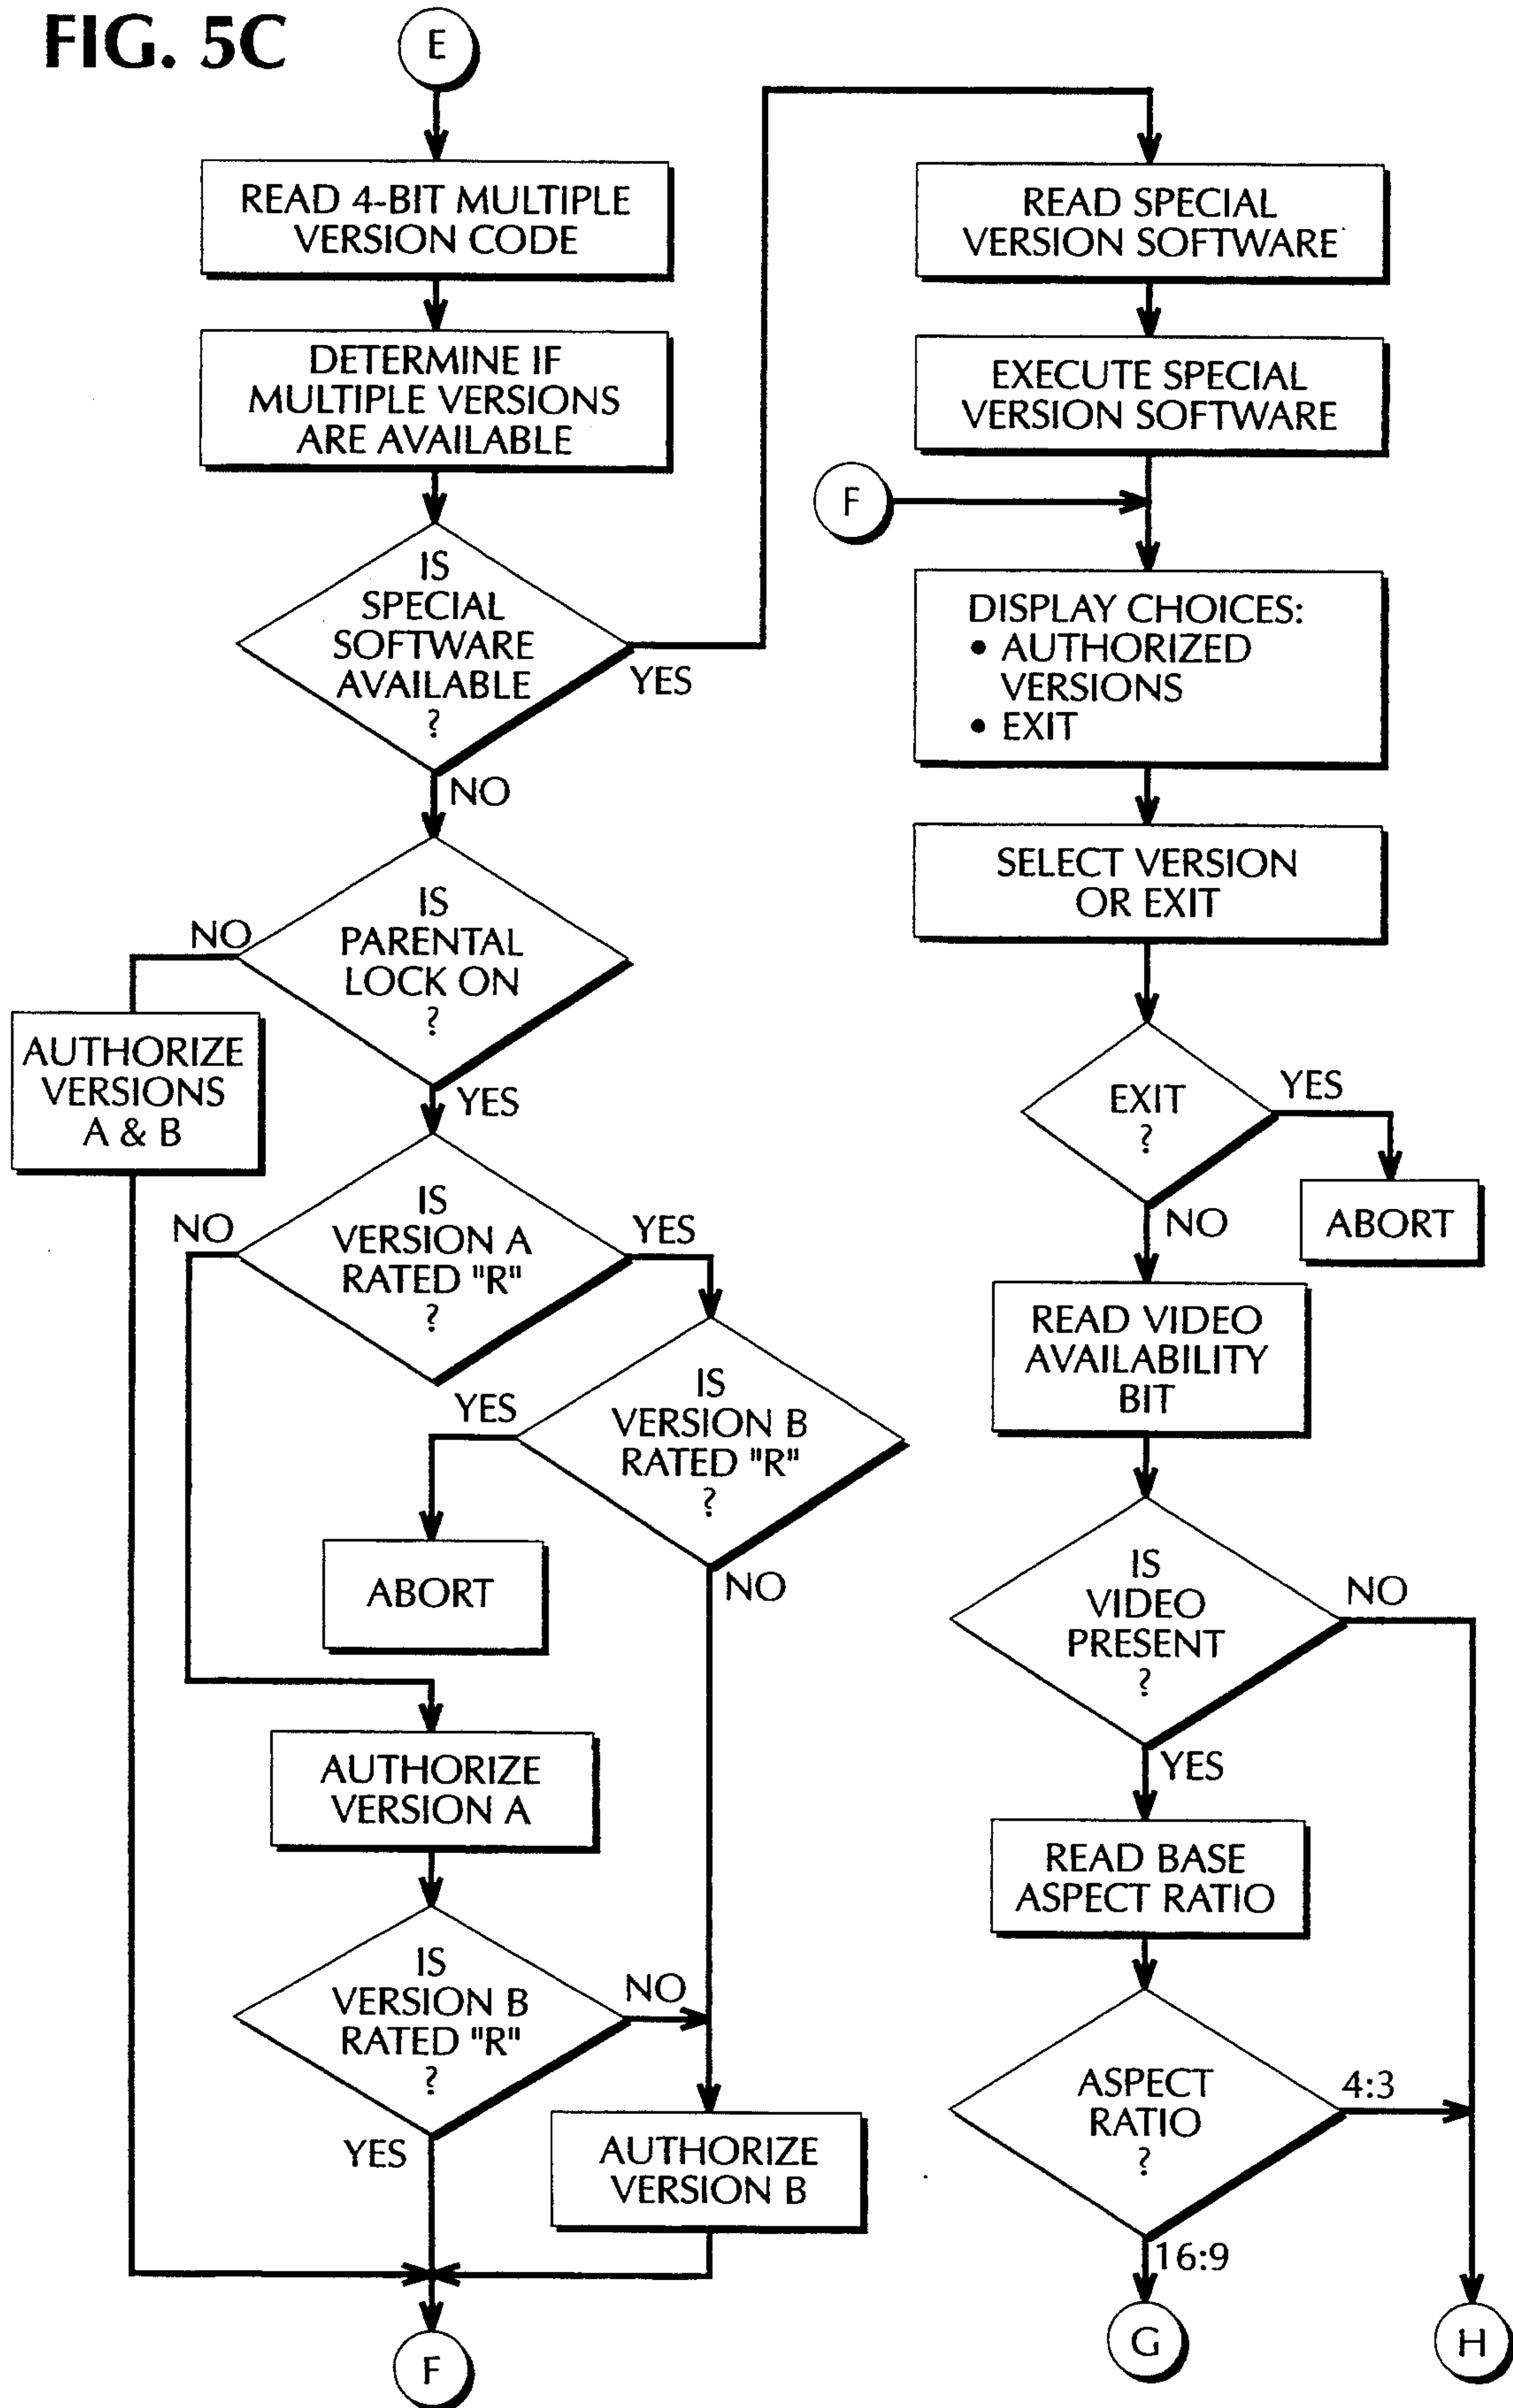 FIG. 5C
E
READ 4-BIT MULTIPLE
VERSION CODE
DETERMINE IF
MULTIPLE VERSIONS
ARE AVAILABLE
IS
SPECIAL
SOFTWARE
AVAILABLE
?
YES
NO
IS
PARENTAL
LOCK ON
?
NO
AUTHORIZE
VERSIONS
A & B
YES
IS
VERSION A
RATED "R"
?
NO
YES
IS
VERSION B
RATED "R"
?
YES
ABORT
NO
AUTHORIZE
VERSION A
IS
VERSION B
RATED "R"
?
NO
YES
AUTHORIZE
VERSION B
F
READ SPECIAL
VERSION SOFTWARE
EXECUTE SPECIAL
VERSION SOFTWARE
F
DISPLAY CHOICES:
• AUTHORIZED
VERSIONS
• EXIT
SELECT VERSION
OR EXIT
EXIT
?
YES
ABORT
NO
READ VIDEO
AVAILABILITY
BIT
IS
VIDEO
PRESENT
?
NO
YES
READ BASE
ASPECT RATIO
ASPECT
RATIO
?
4:3
16:9
G
H